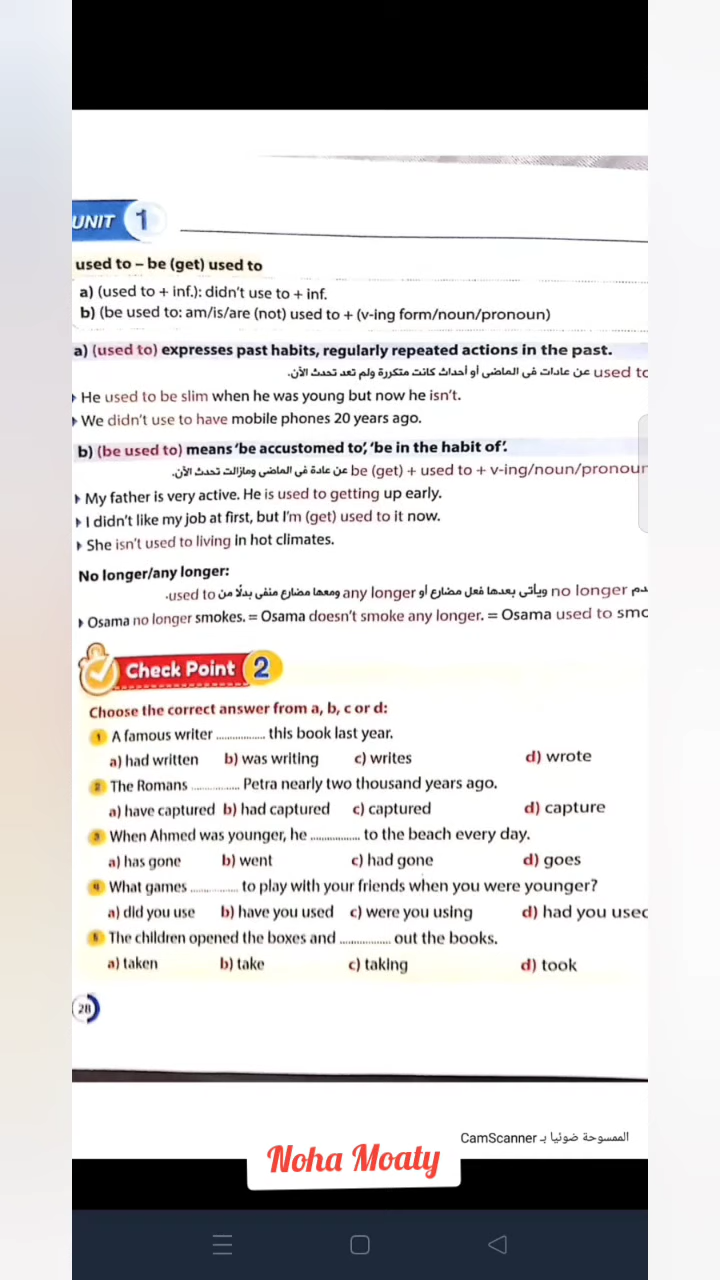 UNIT 1
used to – be (get) used to
a) (used to + inf.): didn't use to + inf.
b) (be used to: am/is/are (not) used to + (v-ing form/noun/pronoun)
a) (used to) expresses past habits, regularly repeated actions in the past.
used to عن عادات فى الماضى أو أحداث كانت متكررة ولم تعد تحدث الآن.
He used to be slim when he was young but now he isn't.
We didn't use to have mobile phones 20 years ago.
b) (be used to) means 'be accustomed to', 'be in the habit of'.
be (get) + used to + v-ing/noun/pronoun عن عادة فى الماضى ومازالت تحدث الآن.
My father is very active. He is used to getting up early.
I didn't like my job at first, but I'm (get) used to it now.
She isn't used to living in hot climates.
No longer/any longer:
no longer ويأتى بعدها فعل مضارع أو any longer ومعها مضارع منفى بدلًا من used to.
Osama no longer smokes. = Osama doesn't smoke any longer. = Osama used to smo
Check Point 2
Choose the correct answer from a, b, c or d:
1 A famous writer ............... this book last year.
a) had written b) was writing c) writes d) wrote
2 The Romans ............... Petra nearly two thousand years ago.
a) have captured b) had captured c) captured d) capture
3 When Ahmed was younger, he ............... to the beach every day.
a) has gone b) went c) had gone d) goes
4 What games ............... to play with your friends when you were younger?
a) did you use b) have you used c) were you using d) had you used
5 The children opened the boxes and ............... out the books.
a) taken b) take c) taking d) took
28
الممسوحة ضوئيا بـ CamScanner
Noha Moaty